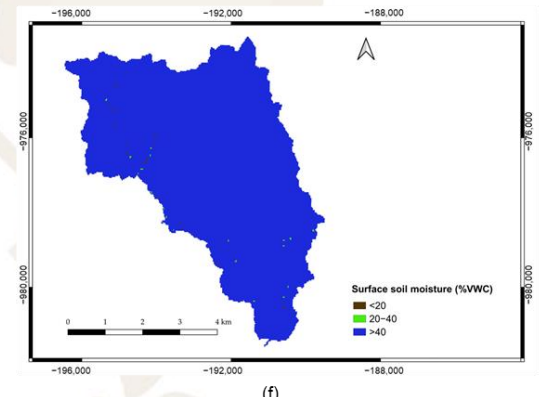 −196,000 −192,000 −188,000
−976,000 −976,000
−980,000 −980,000
Surface soil moisture (%VWC)
<20
20−40
>40
0 1 2 3 4 km
−196,000 −192,000 −188,000
(f)